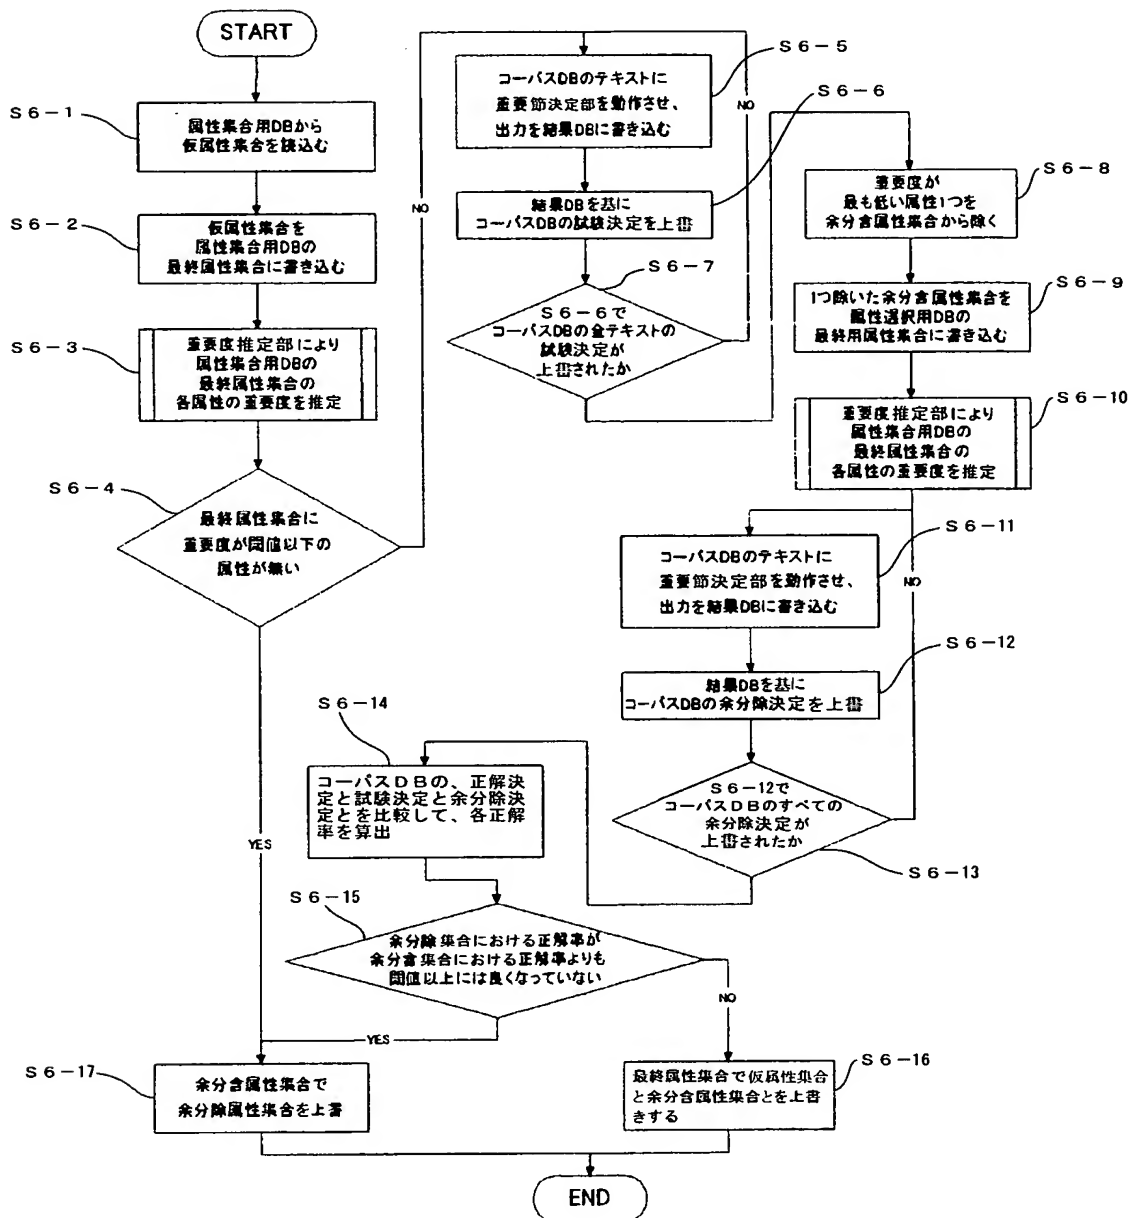 START
S6-1
属性集合用DBから
仮属性集合を読込む
S6-2
仮属性集合を
属性集合用DBの
最終属性集合に書き込む
S6-3
重要度推定部により
属性集合用DBの
最終属性集合の
各属性の重要度を推定
S6-4
最終属性集合に
重要度が閾値以下の
属性が無い
NO
YES
S6-5
コーパスDBのテキストに
重要節決定部を動作させ、
出力を結果DBに書き込む
S6-6
結果DBを基に
コーパスDBの試験決定を上書
S6-7
S6-6で
コーパスDBの全テキストの
試験決定が
上書されたか
NO
S6-8
重要度が
最も低い属性1つを
余分含属性集合から除く
S6-9
1つ除いた余分含属性集合を
属性選択用DBの
最終用属性集合に書き込む
S6-10
重要度推定部により
属性集合用DBの
最終属性集合の
各属性の重要度を推定
S6-11
コーパスDBのテキストに
重要節決定部を動作させ、
出力を結果DBに書き込む
NO
S6-12
結果DBを基に
コーパスDBの余分除決定を上書
S6-13
S6-12で
コーパスDBのすべての
余分除決定が
上書されたか
S6-14
コーパスDBの、正解決
定と試験決定と余分除決
定とを比較して、各正解
率を算出
S6-15
余分除集合における正解率が
余分含集合における正解率よりも
閾値以上には良くなっていない
NO
YES
S6-16
最終属性集合で仮属性集合
と余分含属性集合とを上書
きする
S6-17
余分含属性集合で
余分除属性集合を上書
END